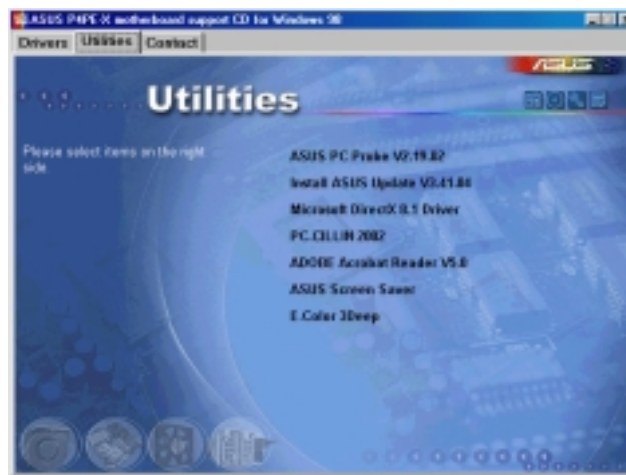 ASUS P4PE-X motherboard support CD for Windows 98
Drivers Utilities Contact
ASUS
Utilities
Please select items on the right
side.
ASUS PC Probe V2.19.02
Install ASUS Update V3.41.04
Microsoft DirectX 8.1 Driver
PC-CILLIN 2002
ADOBE Acrobat Reader V5.0
ASUS Screen Saver
E-Color 3Deep